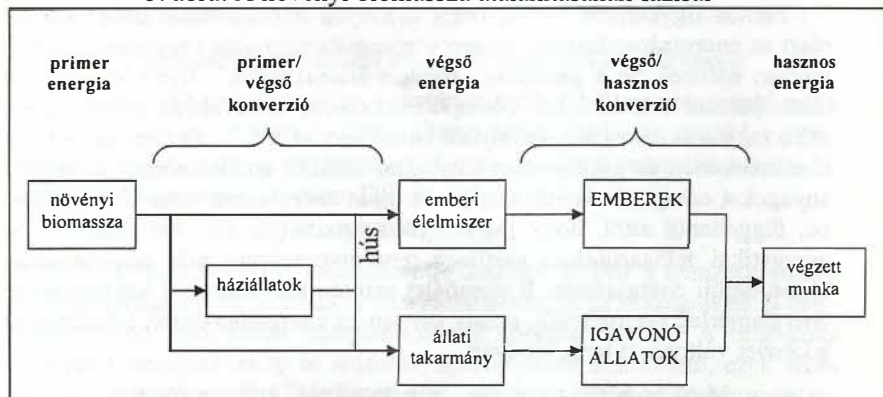 primer
energia
primer/
végső
konverzió
végső
energia
végső/
hasznos
konverzió
hasznos
energia
növényi
biomassza
háziállatok
hús
emberi
élelmiszer
állati
takarmány
EMBEREK
IGAVONÓ
ÁLLATOK
végzett
munka